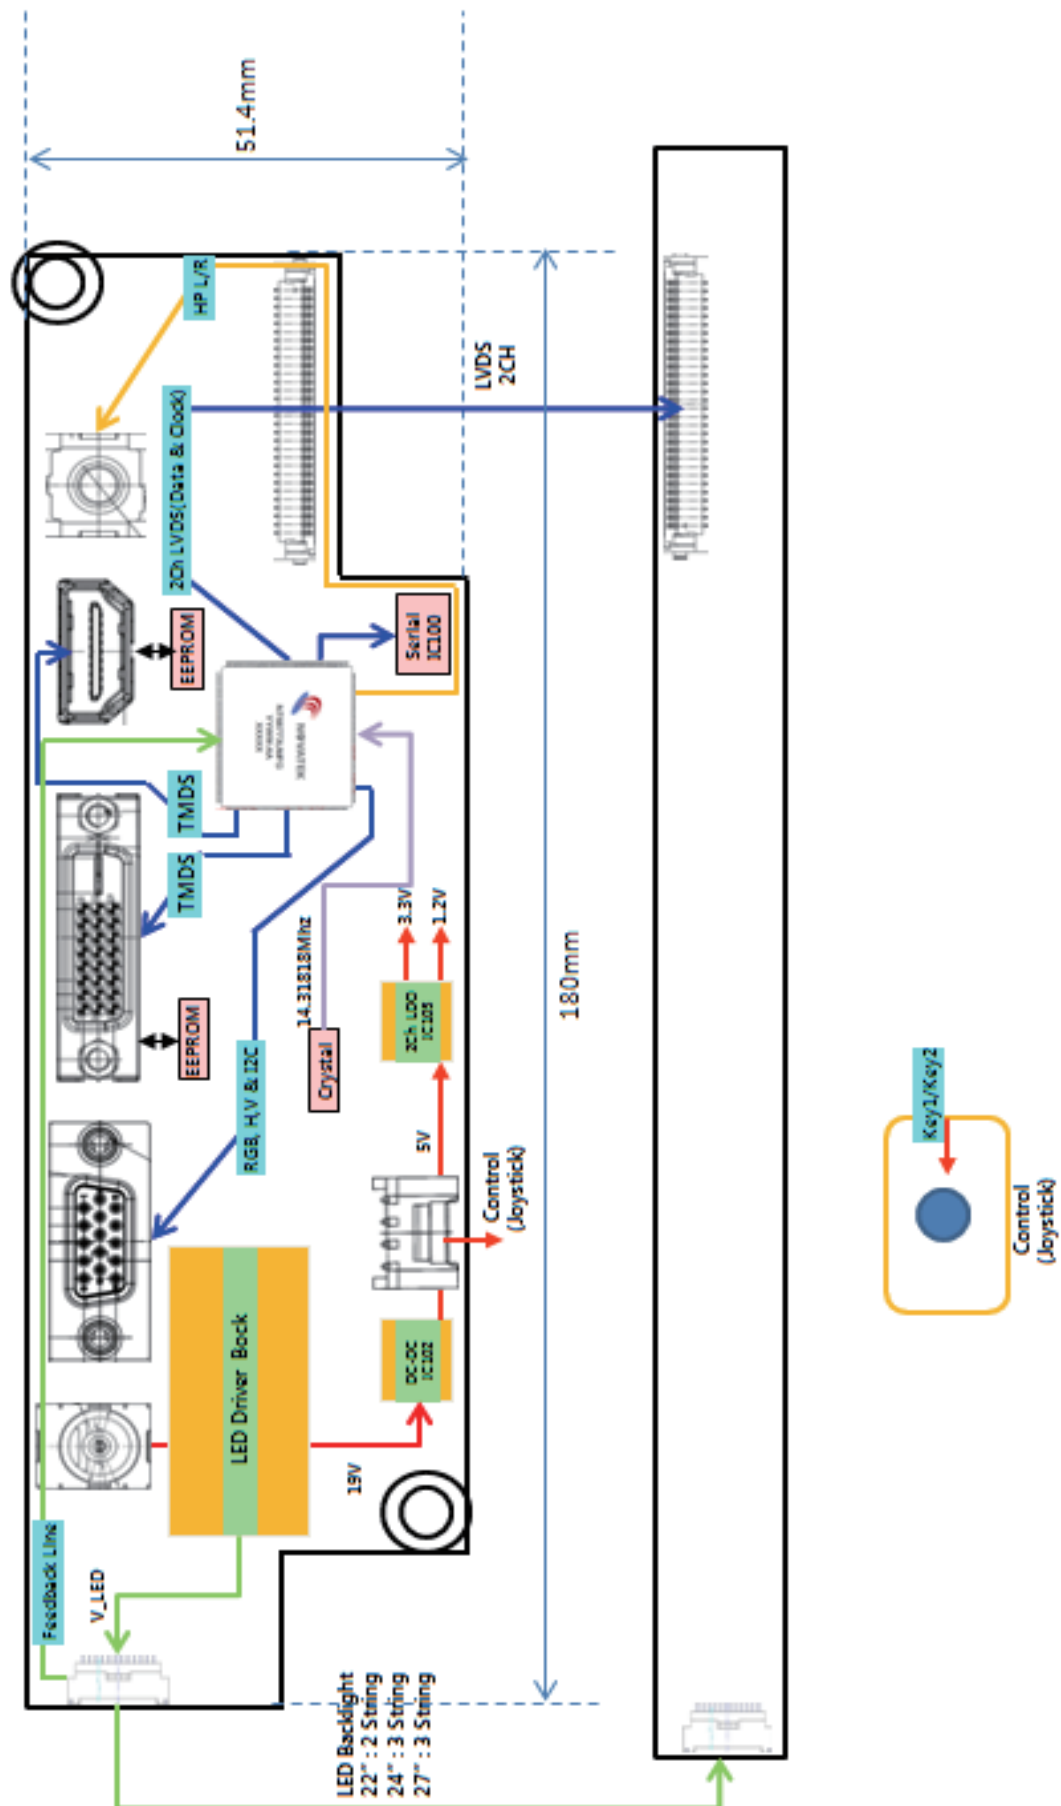 51.4mm
HP L/R
2Ch LVDS(Data & Clock)
LVDS
2CH
EEPROM
Serial
IC100
NOVATEK
TMDS
TMDS
EEPROM
14.31818Mhz
Crystal
RGB, H,V & I2C
3.3V
1.2V
2Ch LDO
IC105
5V
180mm
Control
(Joystick)
DC-DC
IC102
LED Driver Bock
19V
Feedback Line
V_LED
LED Backlight
22" : 2 String
24" : 3 String
27" : 3 String
Key1/Key2
Control
(Joystick)